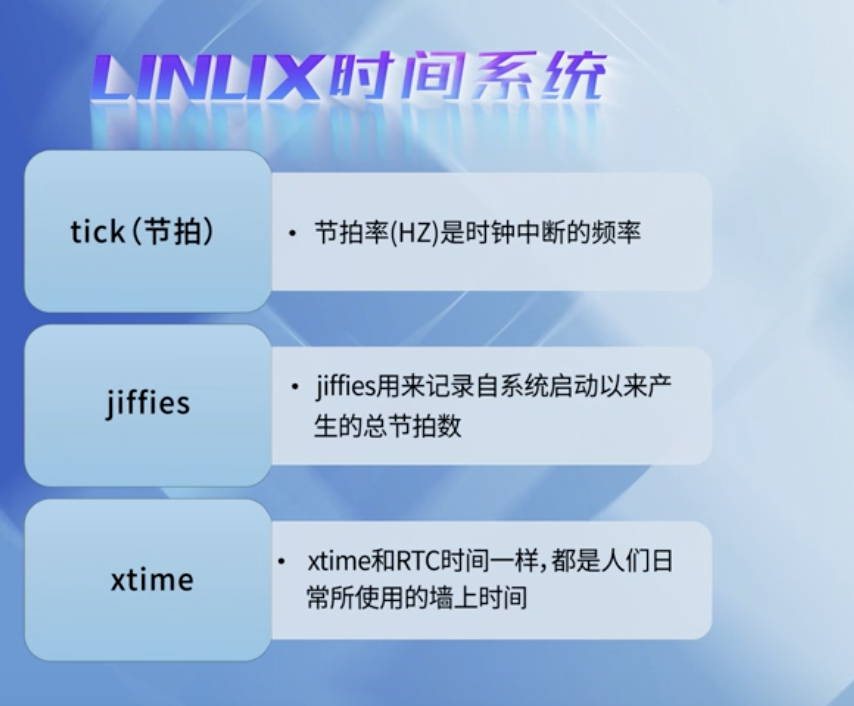 LINUX时间系统
tick（节拍）
• 节拍率(HZ)是时钟中断的频率
jiffies
• jiffies用来记录自系统启动以来产
生的总节拍数
xtime
• xtime和RTC时间一样，都是人们日
常所使用的墙上时间